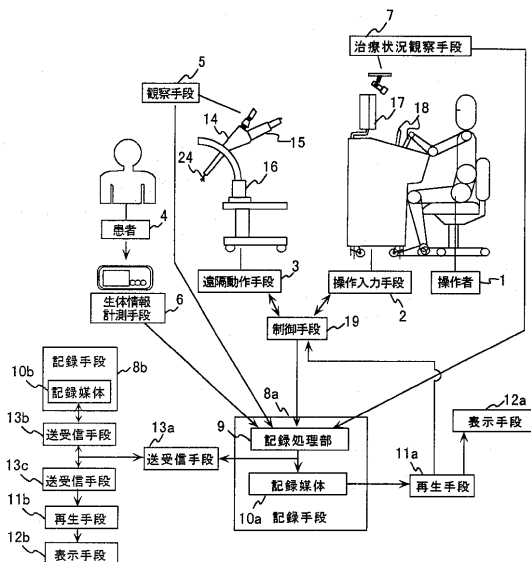 7
治療状況観察手段
5
観察手段
14
15
17
18
24
16
4
患者
遠隔動作手段
3
操作入力手段
2
操作者
1
生体情報
計測手段
6
制御手段
19
記録手段
8b
10b
記録媒体
8a
12a
表示手段
13b
送受信手段
13a
送受信手段
9
記録処理部
11a
再生手段
13c
送受信手段
記録媒体
10a
記録手段
11b
再生手段
12b
表示手段